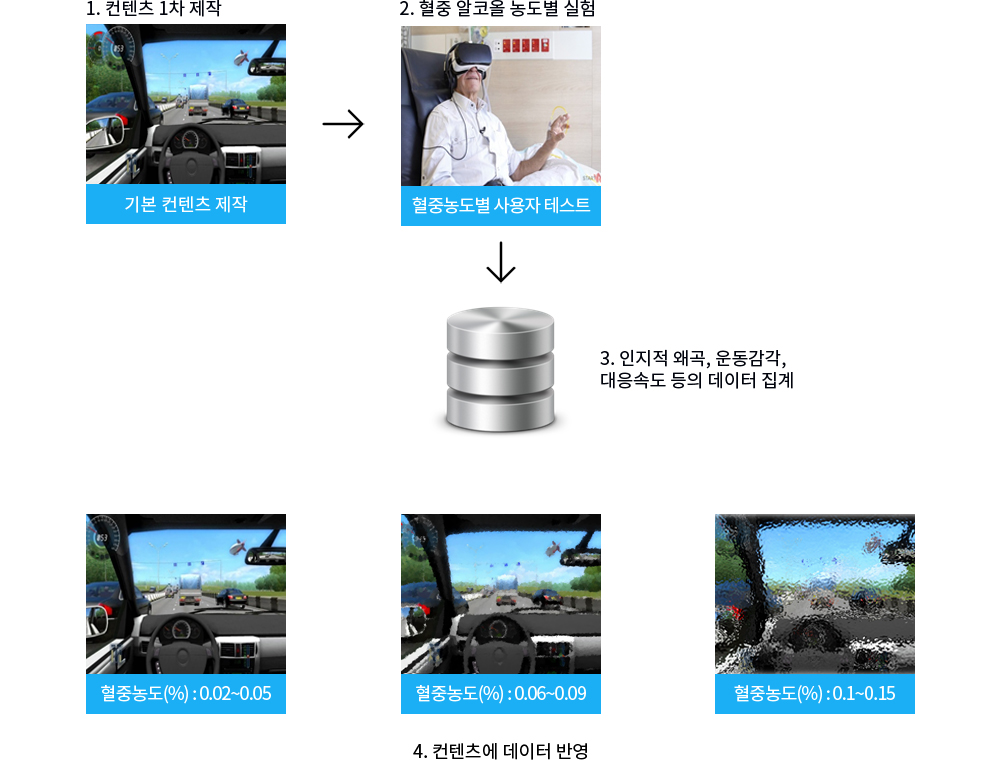 1. 컨텐츠 1차 제작
2. 혈중 알코올 농도별 실험
기본 컨텐츠 제작
혈중농도별 사용자 테스트
3. 인지적 왜곡, 운동감각,
대응속도 등의 데이터 집계
혈중농도(%) : 0.02~0.05
혈중농도(%) : 0.06~0.09
혈중농도(%) : 0.1~0.15
4. 컨텐츠에 데이터 반영